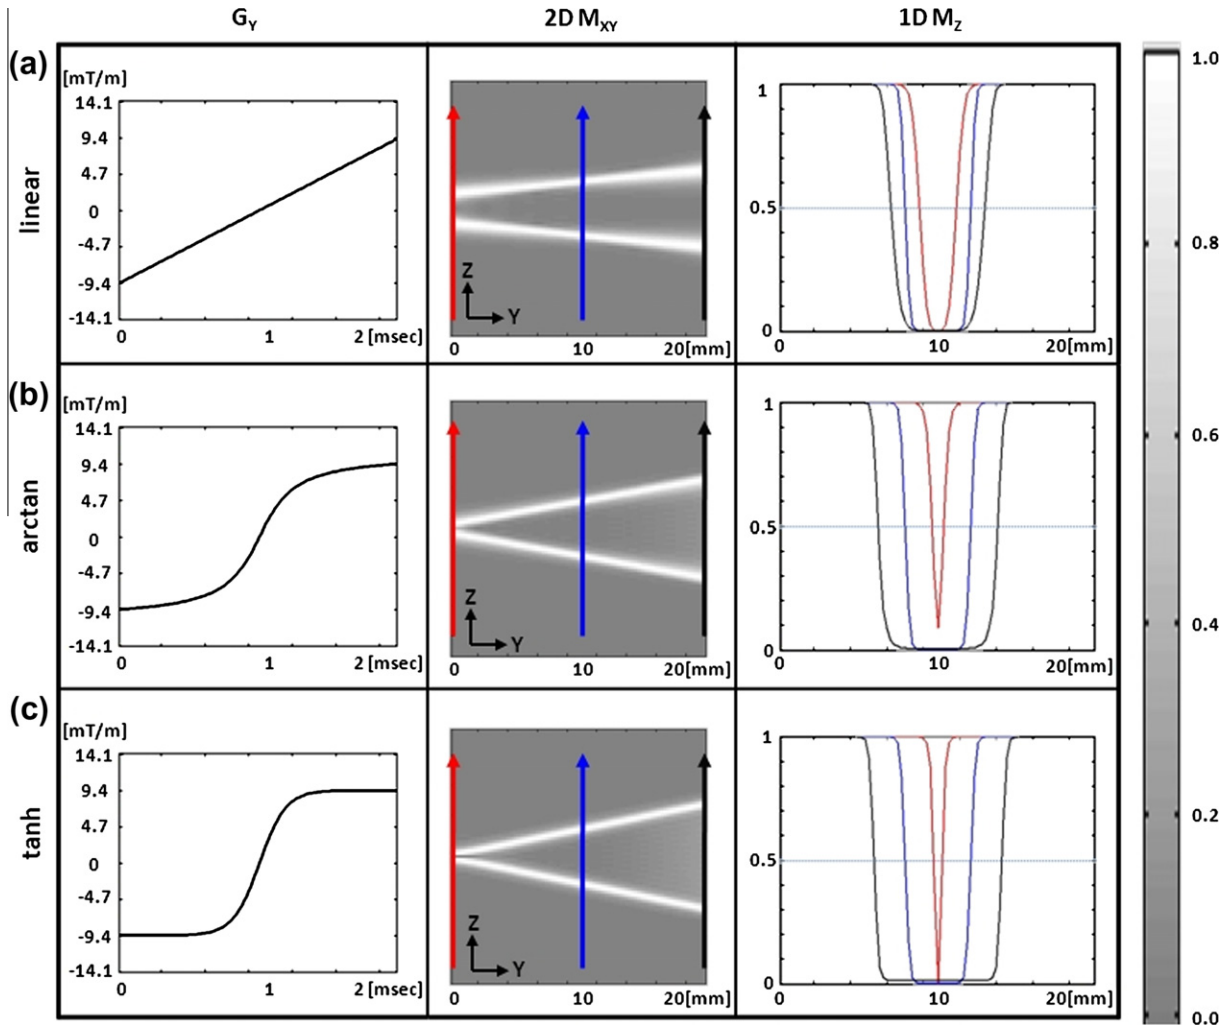 G_Y 2D M_XY 1D M_Z
(a)
linear
[mT/m]
14.1
9.4
4.7
0
-4.7
-9.4
-14.1
0 1 2 [msec]
Z
Y
0 10 20[mm]
1
0.5
0
0 10 20[mm]
(b)
arctan
[mT/m]
14.1
9.4
4.7
0
-4.7
-9.4
-14.1
0 1 2 [msec]
Z
Y
0 10 20[mm]
1
0.5
0
0 10 20[mm]
(c)
tanh
[mT/m]
14.1
9.4
4.7
0
-4.7
-9.4
-14.1
0 1 2 [msec]
Z
Y
0 10 20[mm]
1
0.5
0
0 10 20[mm]
1.0
0.8
0.6
0.4
0.2
0.0